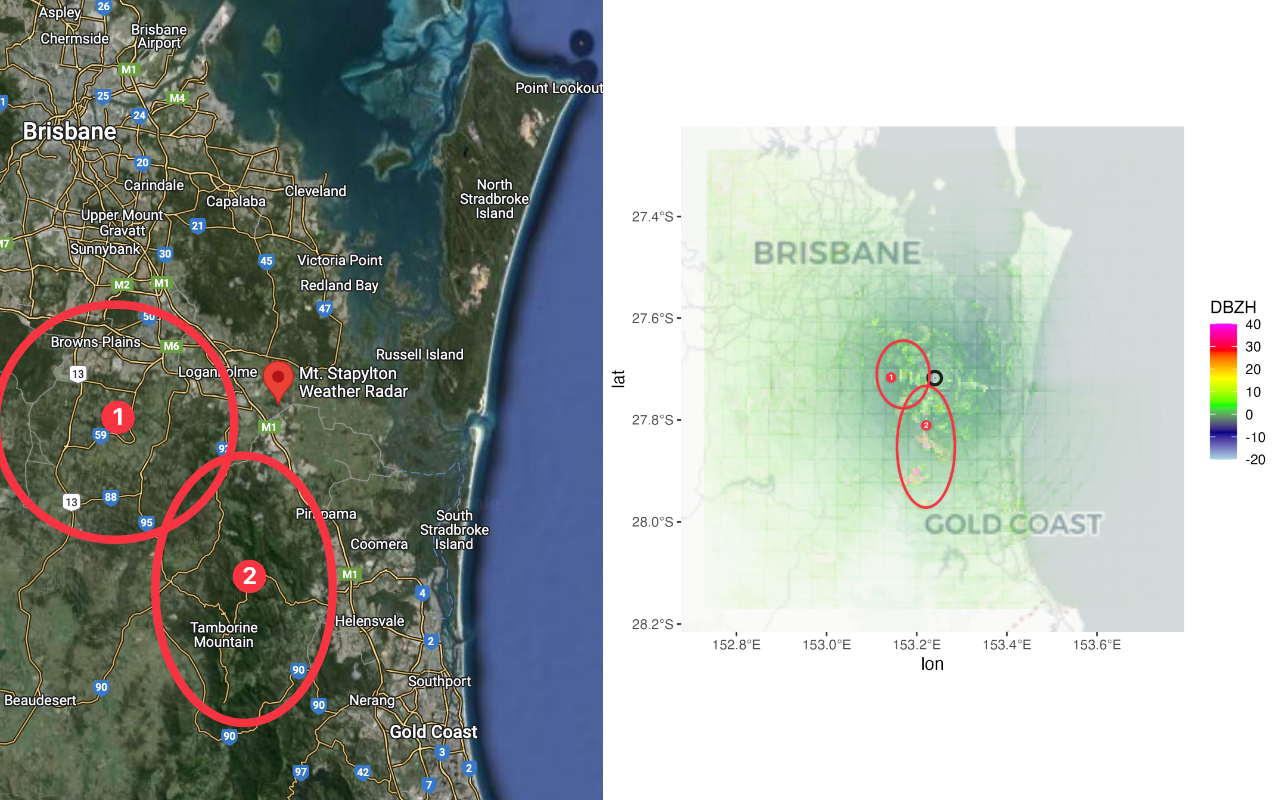 Aspley
26
Chermside
Brisbane
Airport
M1
Point Lookout
1
25
M4
24
Brisbane
20
Carindale
Cleveland
North
Stradbroke
Island
Capalaba
Upper Mount
Gravatt
21
M7
Sunnybank
30
45
Victoria Point
M2
M1
Redland Bay
47
50
Browns Plains
M6
Russell Island
13
Loganholme
Mt. Stapylton
Weather Radar
1
59
M1
92
13
88
95
Pimpama
South
Stradbroke
Island
Coomera
2
M1
4
Tamborine
Mountain
Helensvale
2
90
90
Southport
Beaudesert
90
Nerang
90
Gold Coast
3
97
42
2
7
27.4°S
27.6°S
27.8°S
28.0°S
28.2°S
lat
BRISBANE
1
2
GOLD COAST
152.8°E
153.0°E
153.2°E
153.4°E
153.6°E
lon
DBZH
40
30
20
10
0
-10
-20